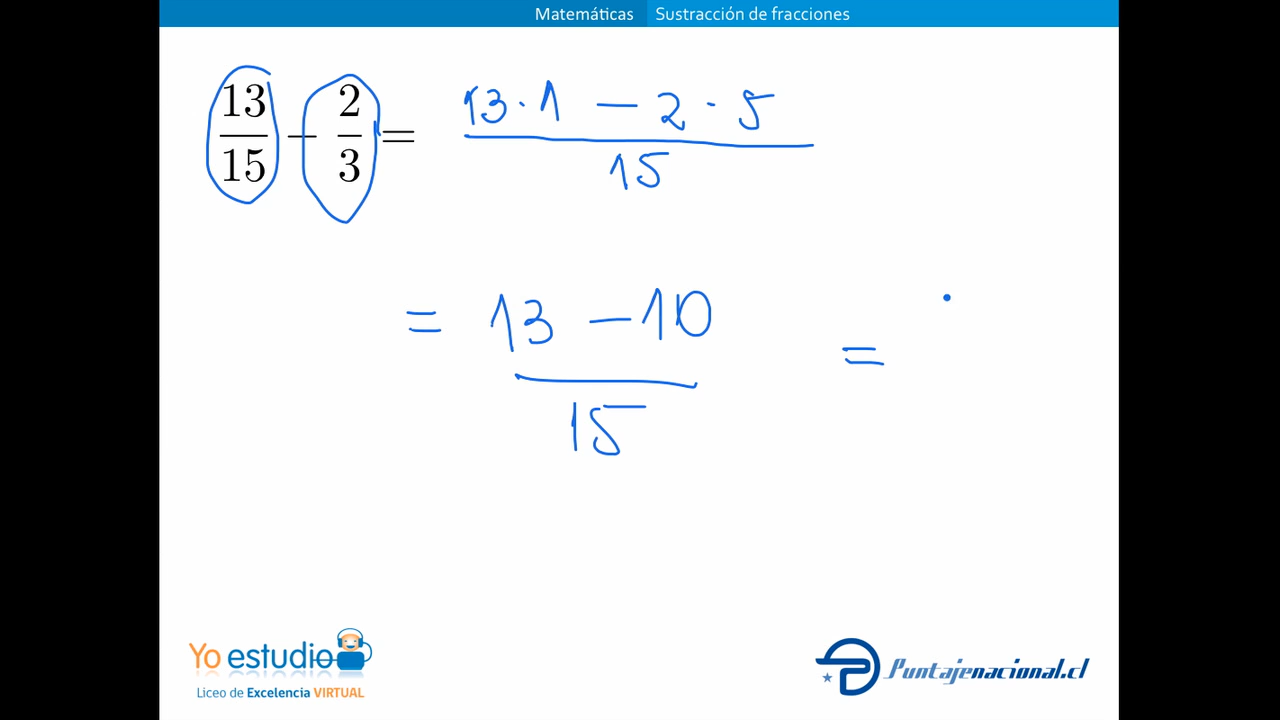 Matemáticas Sustracción de fracciones
13/15 − 2/3 = (13 · 1 − 2 · 5)/15
= (13 − 10)/15 =
Yo estudio
Liceo de Excelencia VIRTUAL
Puntajenacional.cl